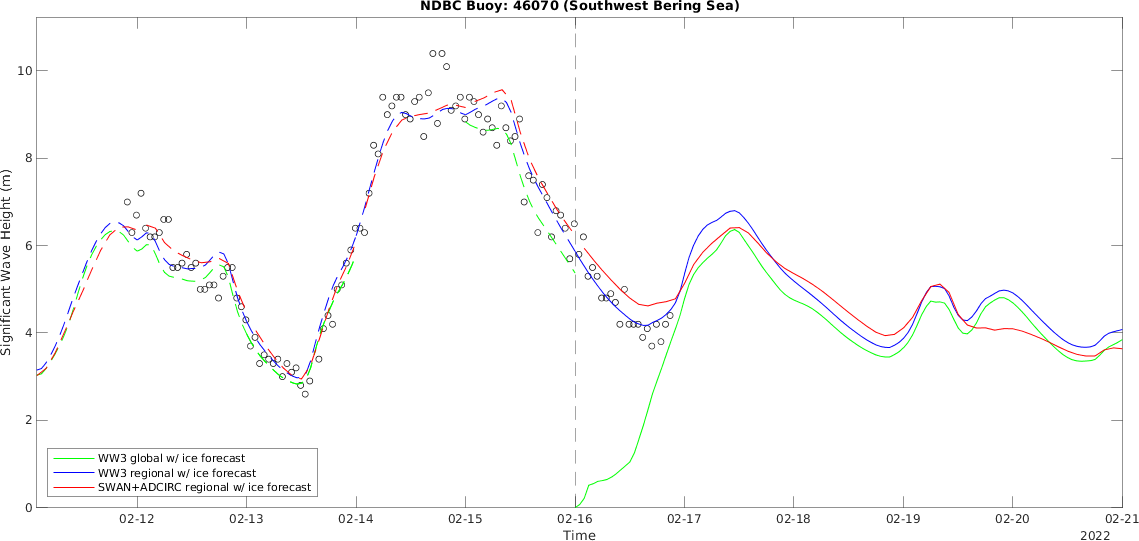 NDBC Buoy: 46070 (Southwest Bering Sea)
Significant Wave Height (m)
10
8
6
4
2
0
WW3 global w/ ice forecast
WW3 regional w/ ice forecast
SWAN+ADCIRC regional w/ ice forecast
02-12 02-13 02-14 02-15 02-16 02-17 02-18 02-19 02-20 02-21
Time
2022